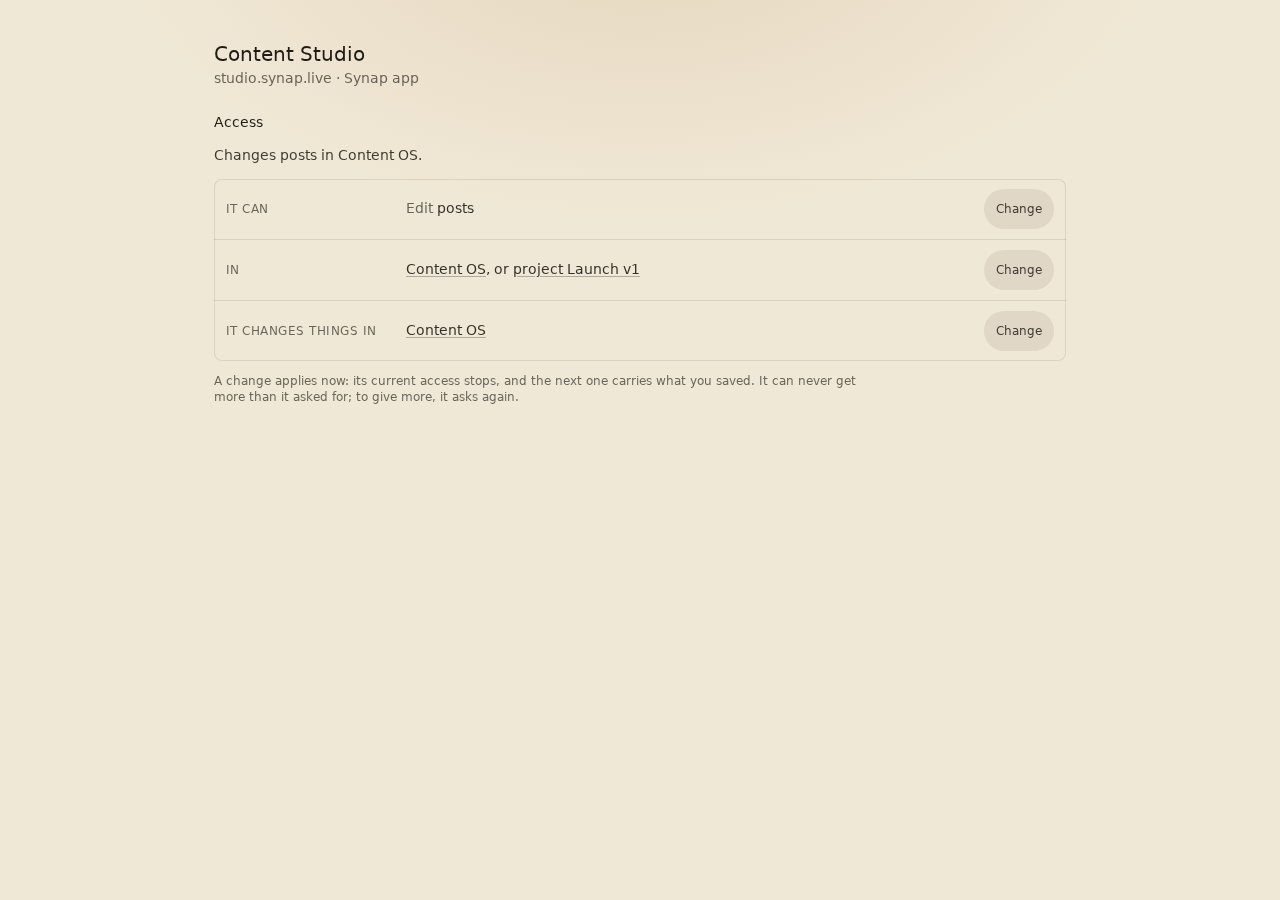 Content Studio
studio.synap.live · Synap app
Access
Changes posts in Content OS.
IT CAN Edit posts Change
IN Content OS, or project Launch v1 Change
IT CHANGES THINGS IN Content OS Change
A change applies now: its current access stops, and the next one carries what you saved. It can never get
more than it asked for; to give more, it asks again.